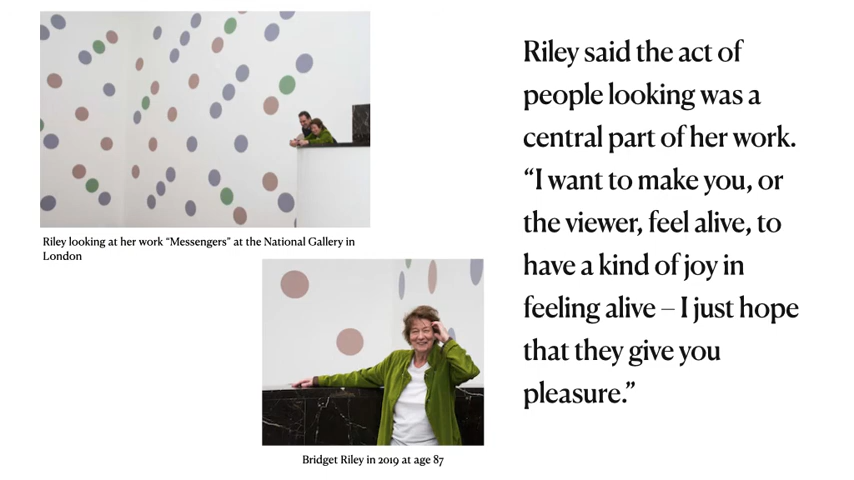 Riley said the act of
people looking was a
central part of her work.
“I want to make you, or
the viewer, feel alive, to
have a kind of joy in
feeling alive – I just hope
that they give you
pleasure.”
Riley looking at her work “Messengers” at the National Gallery in
London
Bridget Riley in 2019 at age 87